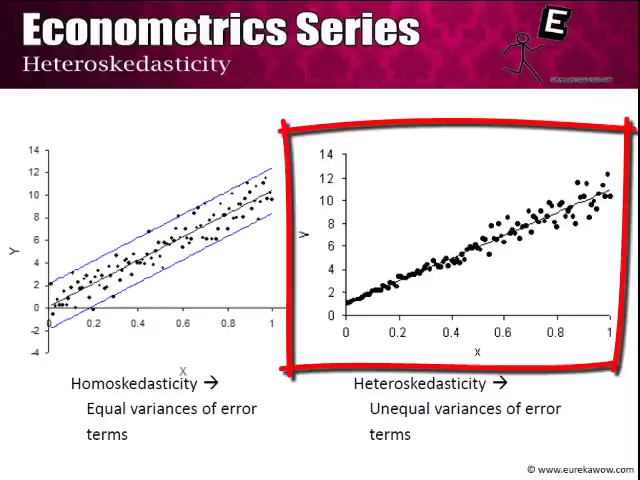 Econometrics Series
Heteroskedasticity
E
14
12
10
8
6
4
2
0
-2
-4
0
0.2
0.4
0.6
0.8
1
Y
X
14
12
10
8
6
4
2
0
0
0.2
0.4
0.6
0.8
1
x
Homoskedasticity →
Equal variances of error
terms
Heteroskedasticity →
Unequal variances of error
terms
© www.eurekawow.com